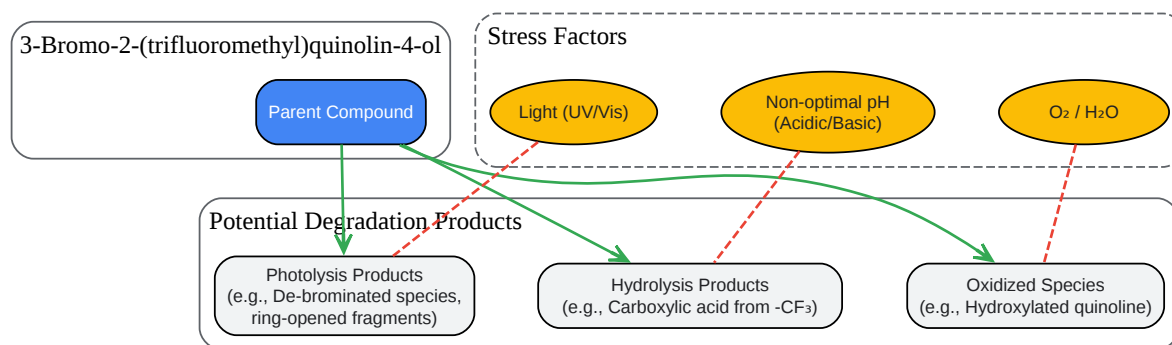 3-Bromo-2-(trifluoromethyl)quinolin-4-ol
Parent Compound
Stress Factors
Light (UV/Vis)
Non-optimal pH
(Acidic/Basic)
O₂ / H₂O
Potential Degradation Products
Photolysis Products
(e.g., De-brominated species,
ring-opened fragments)
Hydrolysis Products
(e.g., Carboxylic acid from -CF₃)
Oxidized Species
(e.g., Hydroxylated quinoline)